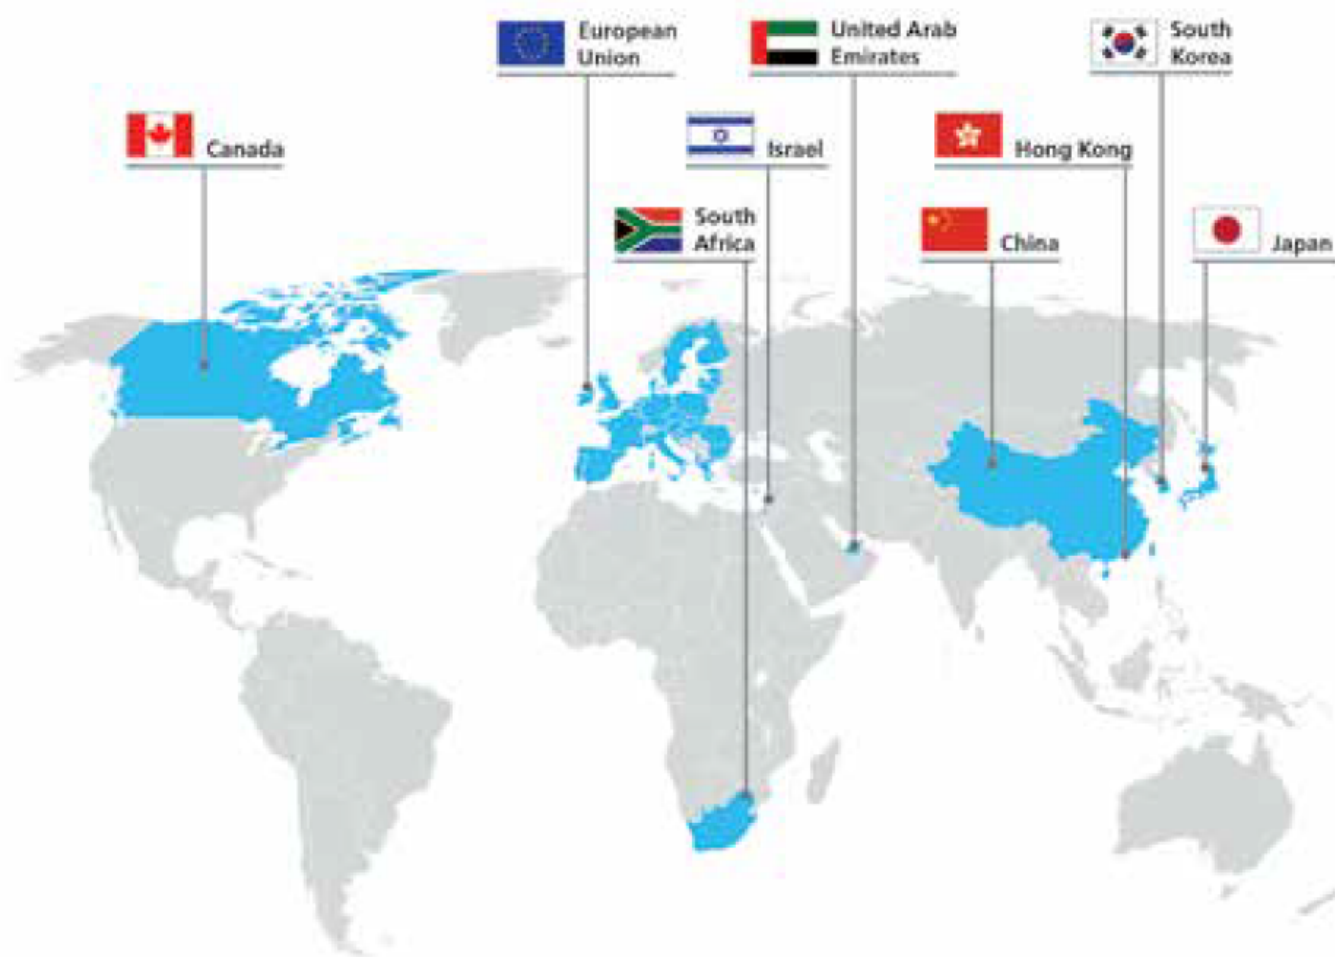 European
Union
United Arab
Emirates
South
Korea
Canada
Israel
Hong Kong
South
Africa
China
Japan